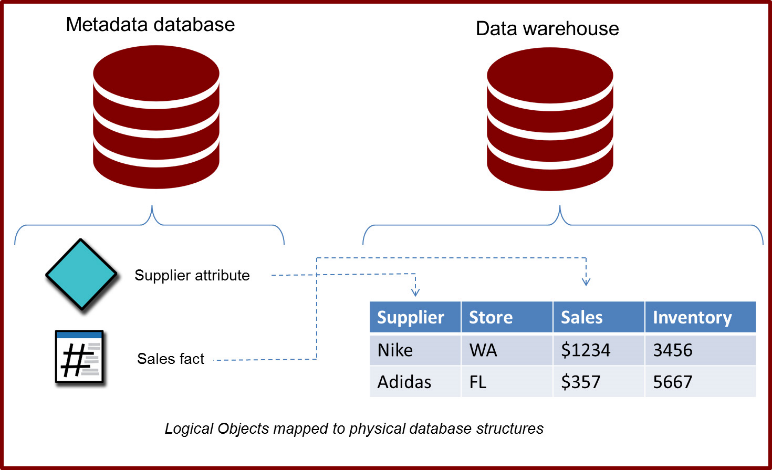 Metadata database
Data warehouse
Supplier attribute
Sales fact
Supplier Store Sales Inventory
Nike WA $1234 3456
Adidas FL $357 5667
Logical Objects mapped to physical database structures